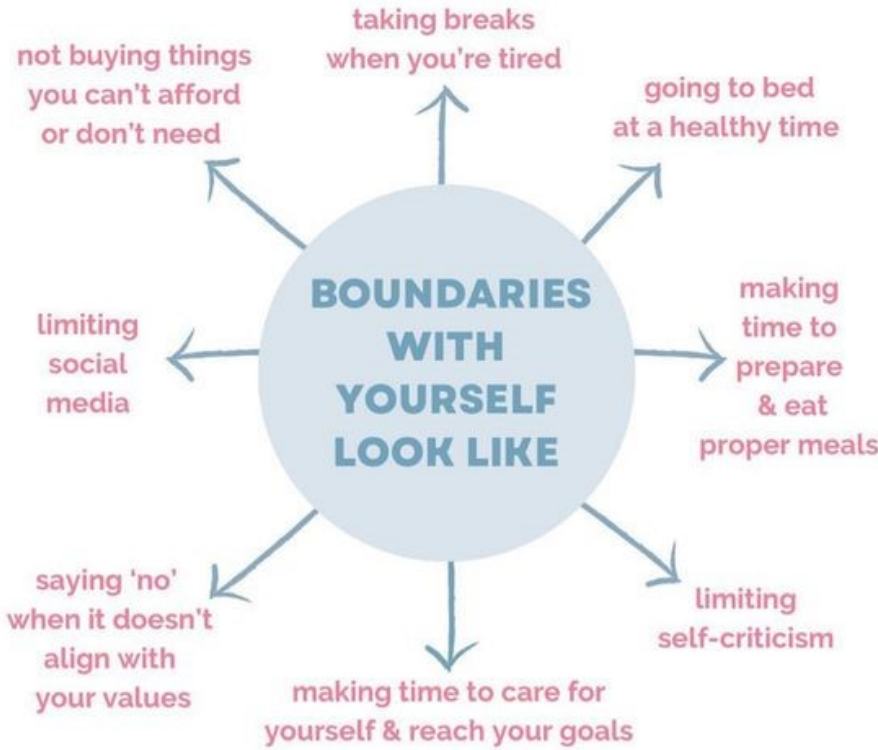 taking breaks
when you're tired
not buying things
you can't afford
or don't need
going to bed
at a healthy time
BOUNDARIES
WITH
YOURSELF
LOOK LIKE
limiting
social
media
making
time to
prepare
& eat
proper meals
saying 'no'
when it doesn't
align with
your values
limiting
self-criticism
making time to care for
yourself & reach your goals